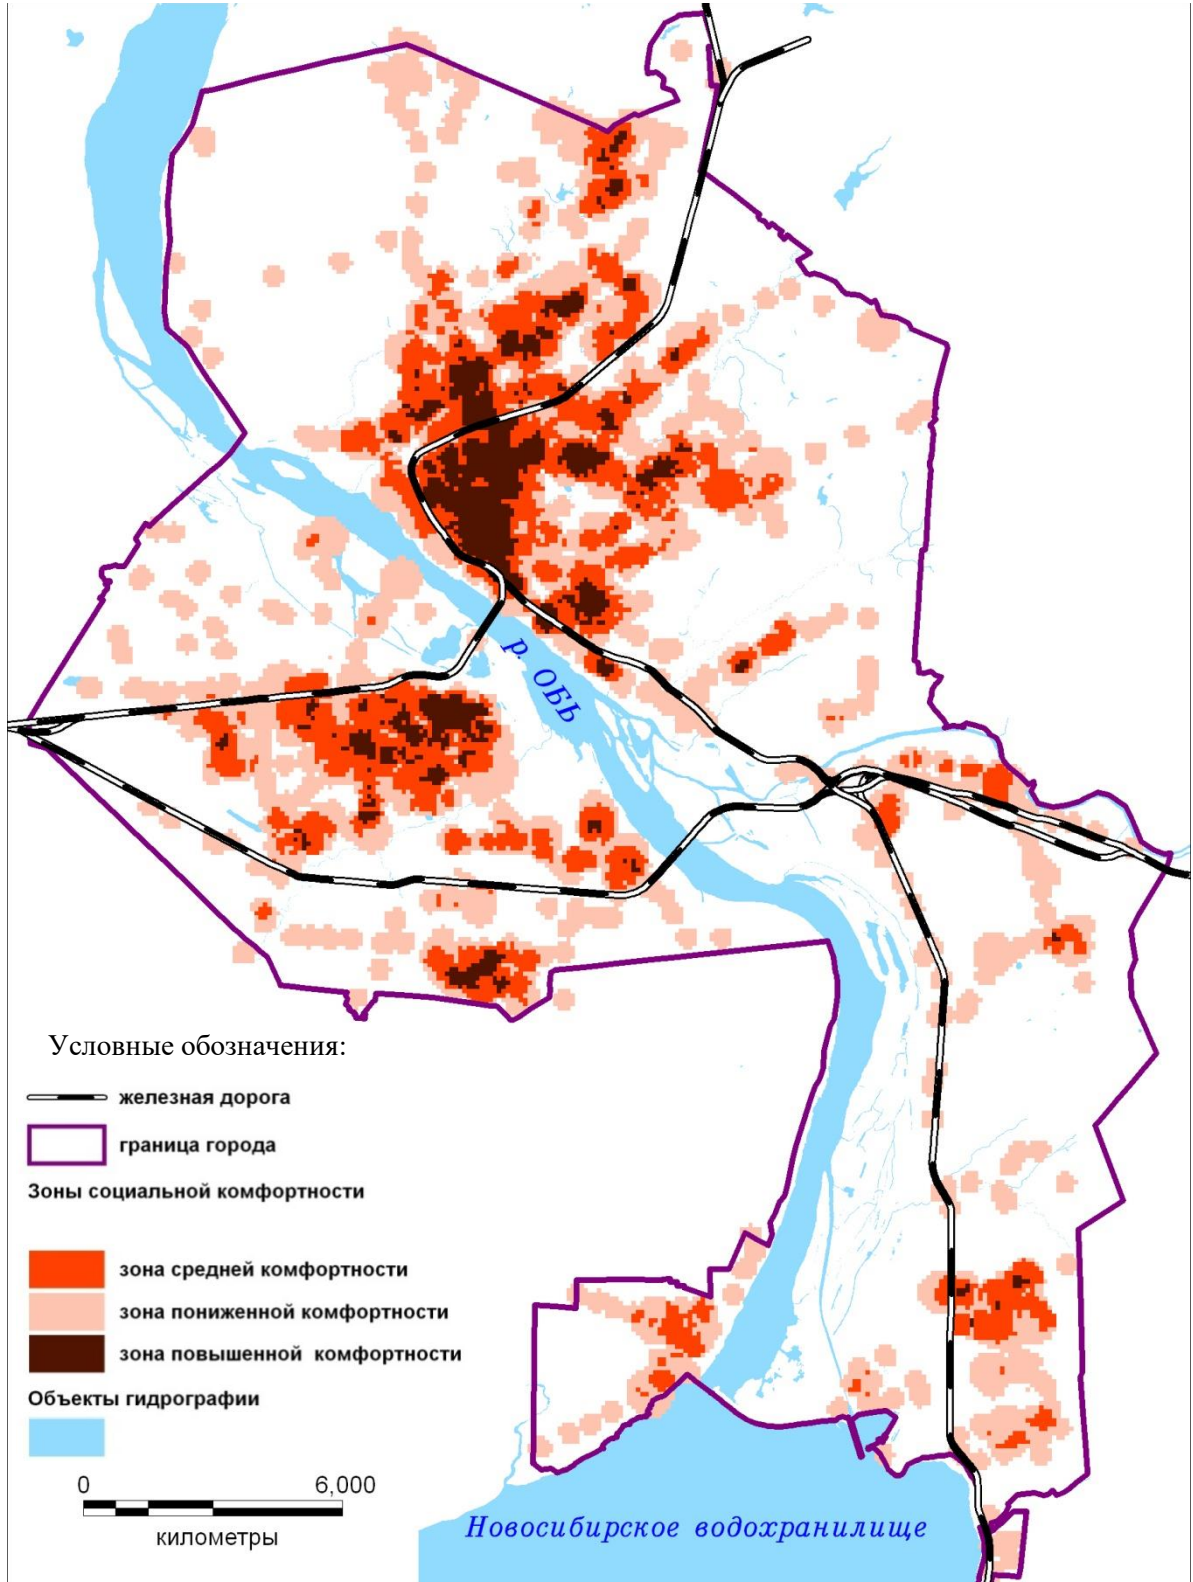 р. ОБЬ
Условные обозначения:
железная дорога
граница города
Зоны социальной комфортности
зона средней комфортности
зона пониженной комфортности
зона повышенной комфортности
Объекты гидрографии
0 6,000
километры
Новосибирское водохранилище